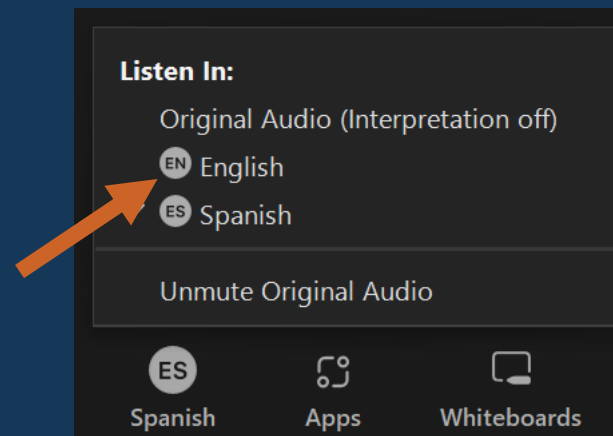 Listen In:
Original Audio (Interpretation off)
EN English
ES Spanish
Unmute Original Audio
ES
Spanish Apps Whiteboards